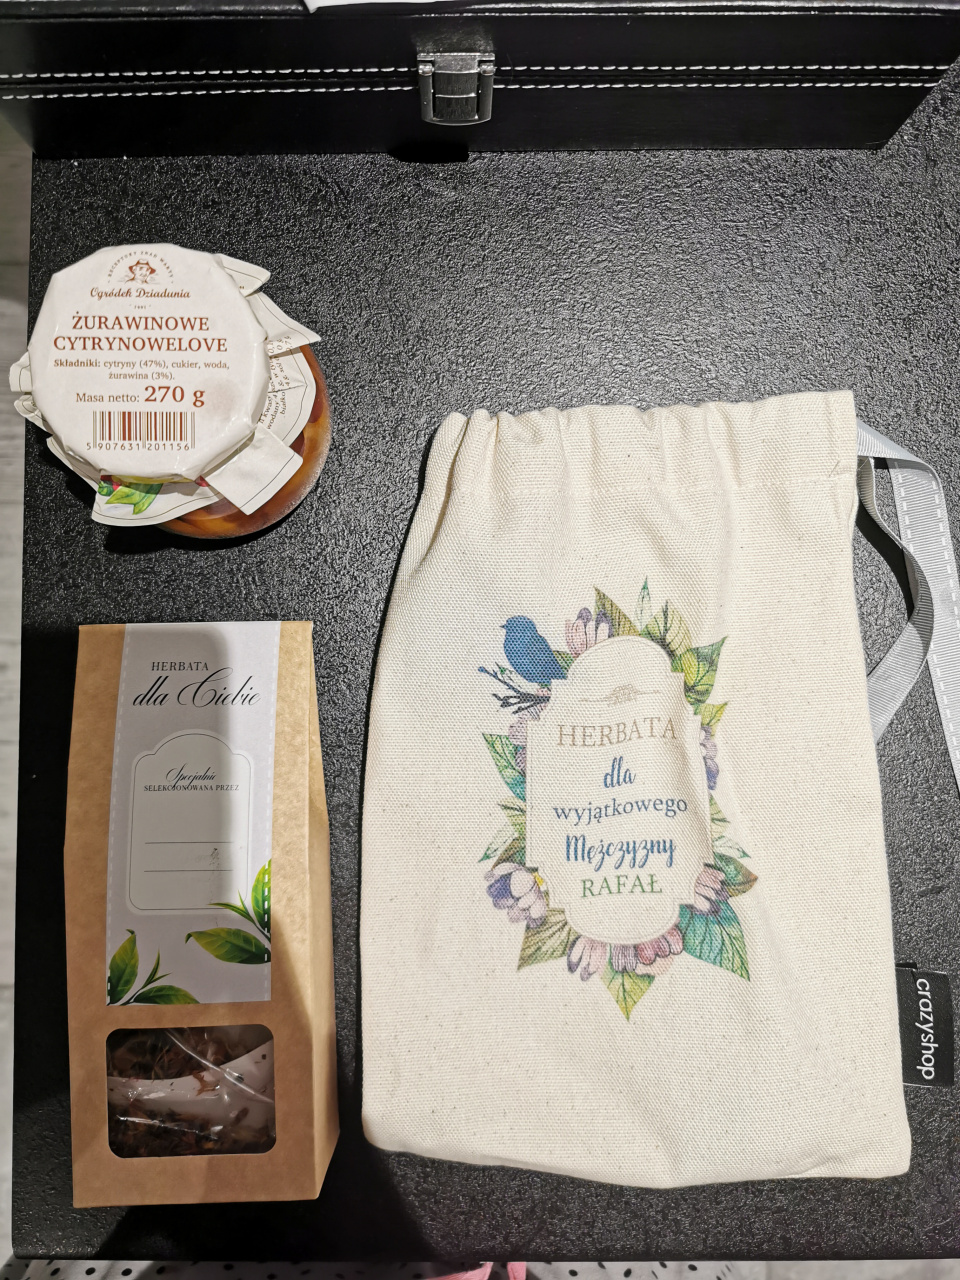 RECEPTURY
Ogródek Dziadunia
ŻURAWINOWE
CYTRYNOWELOVE
Składniki: cytryny (47%), cukier, woda,
żurawina (3%).
Masa netto: 270 g
5 907631 201156
HERBATA
dla Ciebie
Specjalnie
SELEKCJONOWANA PRZEZ
HERBATA
dla
wyjątkowego
Mężczyzny
RAFAŁ
crazyshop